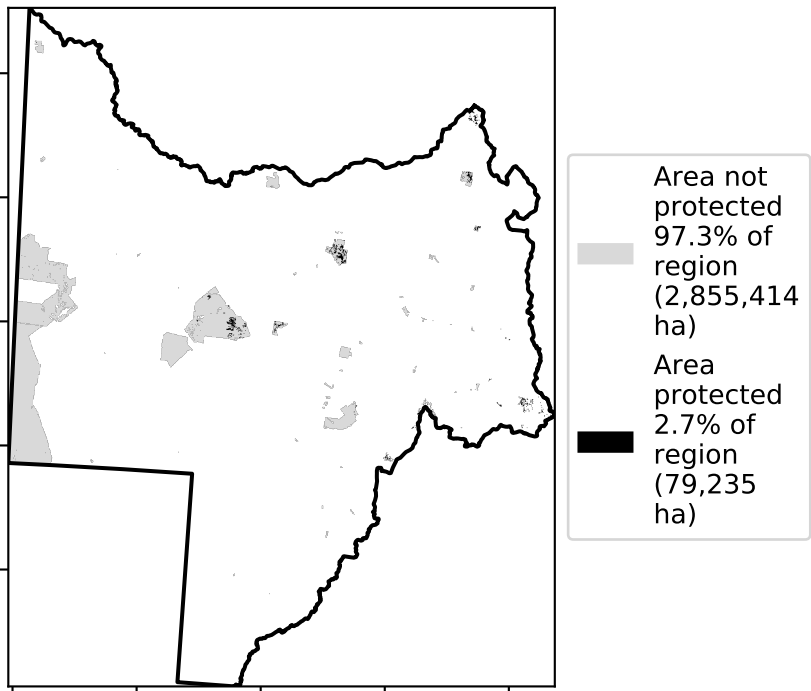 Area not
protected
97.3% of
region
(2,855,414
ha)
Area
protected
2.7% of
region
(79,235
ha)